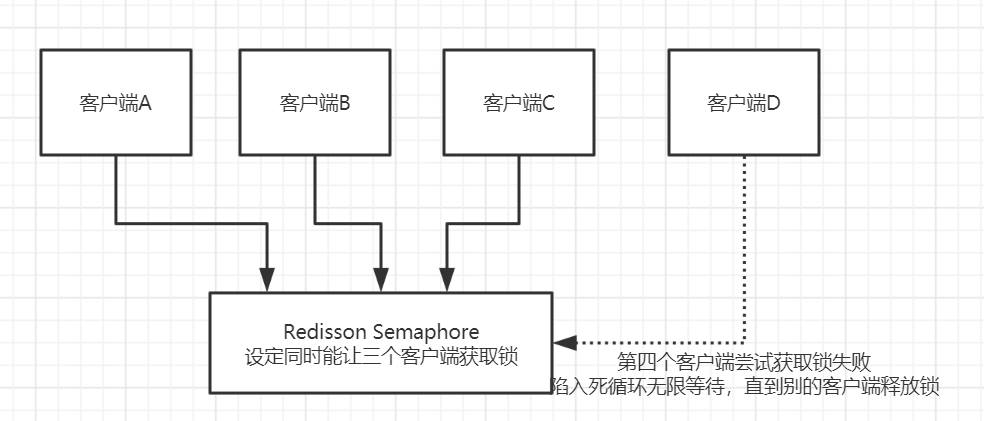 客户端A
客户端B
客户端C
客户端D
Redisson Semaphore
设定同时能让三个客户端获取锁
第四个客户端尝试获取锁失败
陷入死循环无限等待，直到别的客户端释放锁